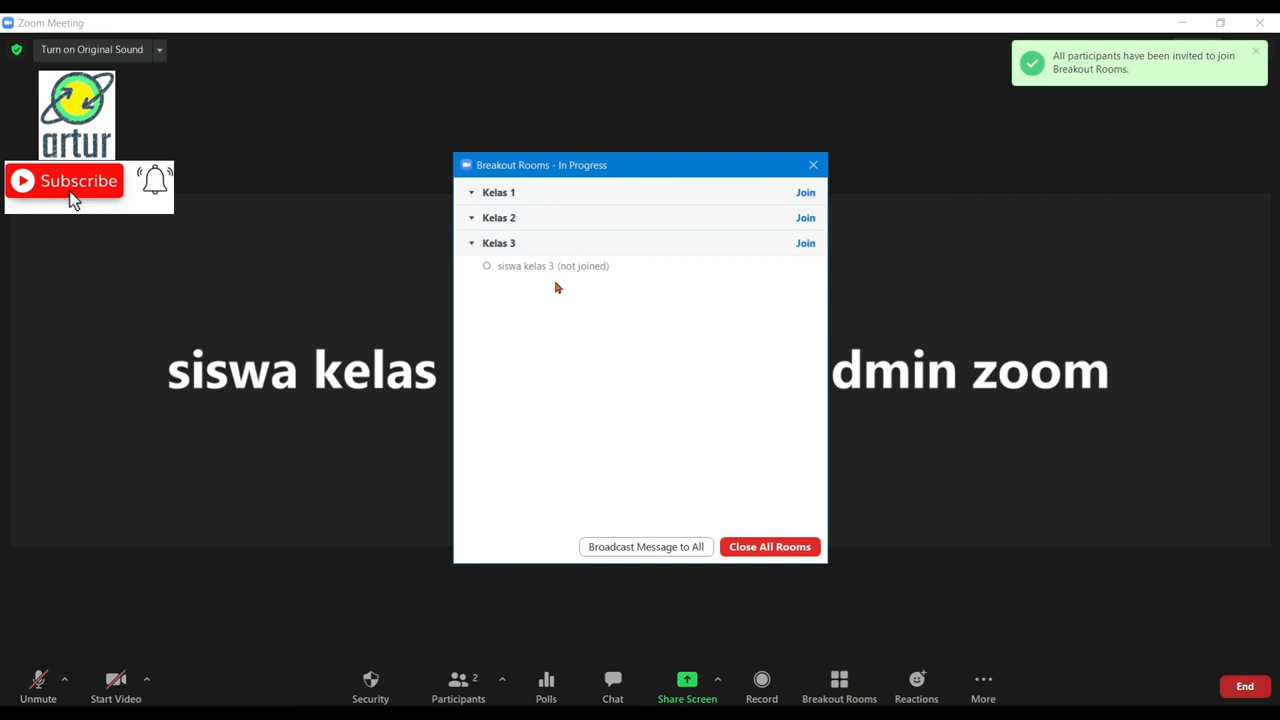 Zoom Meeting
Turn on Original Sound
All participants have been invited to join
Breakout Rooms.
artur
Subscribe
Breakout Rooms - In Progress
Kelas 1 Join
Kelas 2 Join
Kelas 3 Join
siswa kelas 3 (not joined)
siswa kelas
dmin zoom
Broadcast Message to All
Close All Rooms
Unmute
Start Video
Security
Participants 2
Polls
Chat
Share Screen
Record
Breakout Rooms
Reactions
More
End